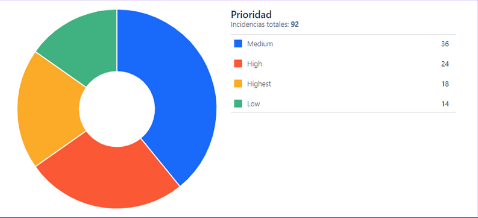 Prioridad
Incidencias totales: 92
Medium 36
High 24
Highest 18
Low 14